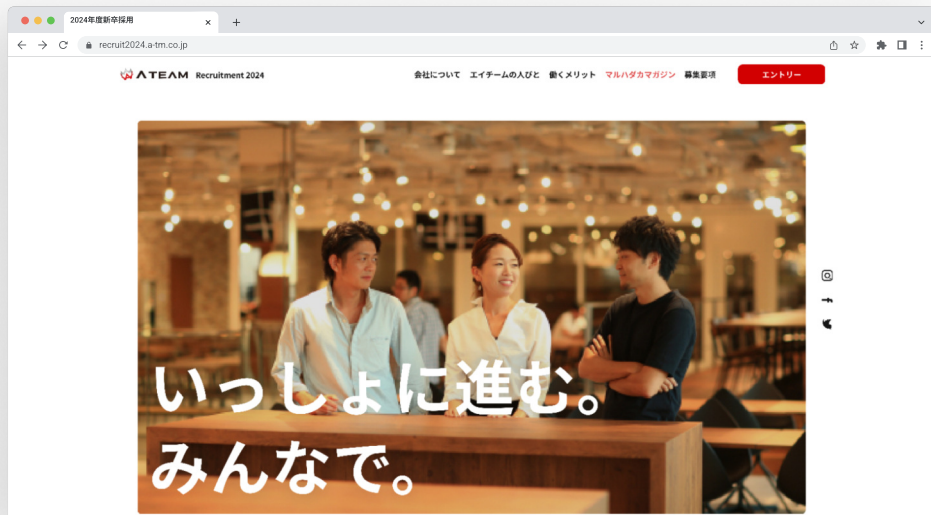 2024年度新卒採用
recruit2024.a-tm.co.jp
ATEAM Recruitment 2024
会社について エイチームの人びと 働くメリット マルハダカマガジン 募集要項 エントリー
いっしょに進む。
みんなで。